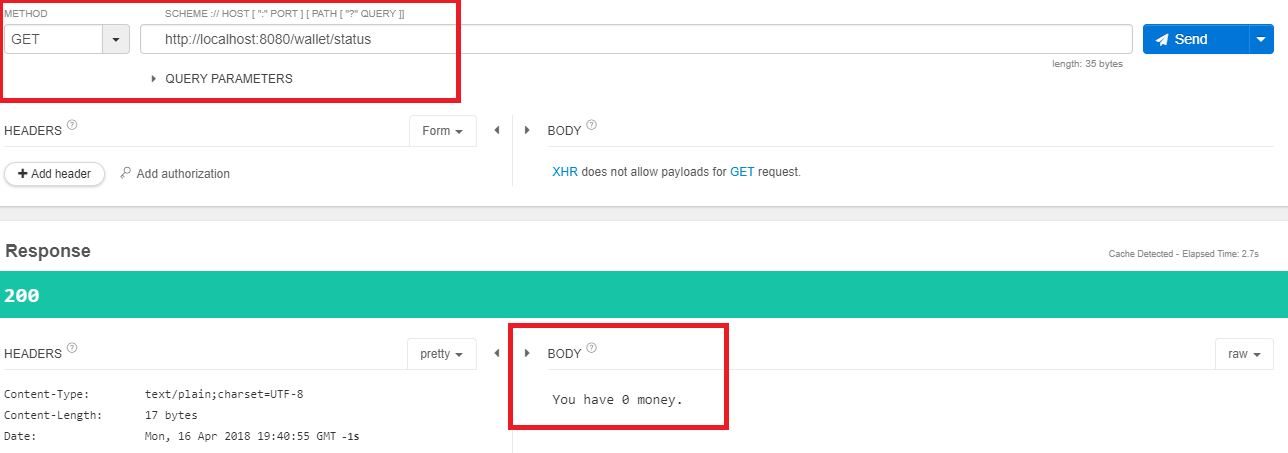 METHOD SCHEME :// HOST [ ":" PORT ] [ PATH [ "?" QUERY ]]
GET http://localhost:8080/wallet/status Send
length: 35 bytes
QUERY PARAMETERS
HEADERS ? Form BODY ?
+ Add header Add authorization XHR does not allow payloads for GET request.
Response Cache Detected - Elapsed Time: 2.7s
200
HEADERS ? pretty BODY ? raw
Content-Type: text/plain;charset=UTF-8 You have 0 money.
Content-Length: 17 bytes
Date: Mon, 16 Apr 2018 19:40:55 GMT -1s